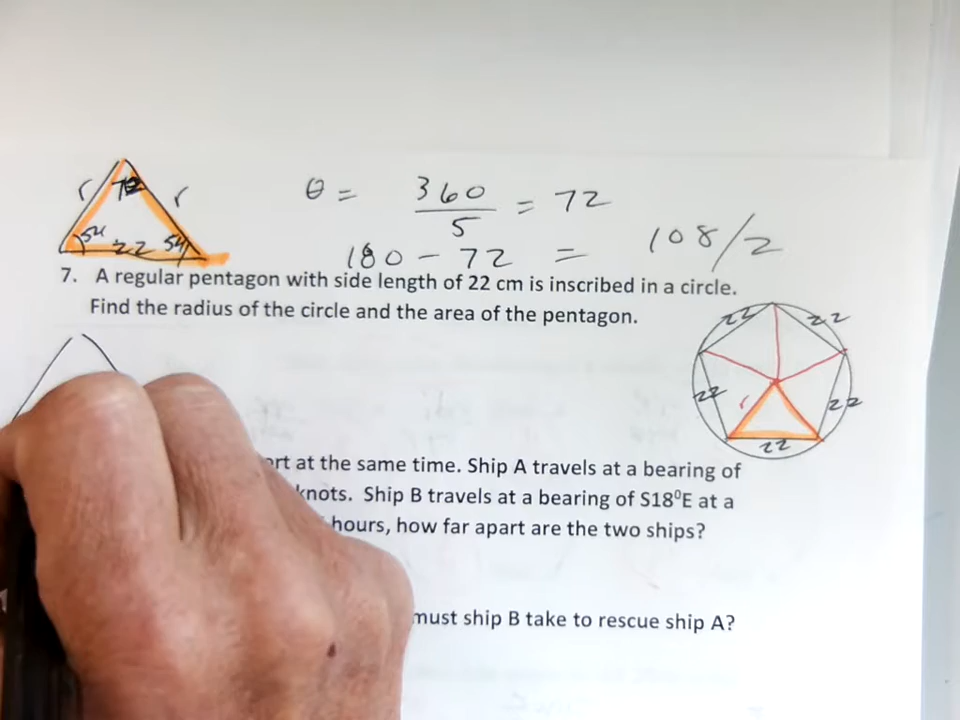 r 72 r θ = 360/5 = 72
54 22 54 180 - 72 = 108/2
7. A regular pentagon with side length of 22 cm is inscribed in a circle.
Find the radius of the circle and the area of the pentagon.
22 22
22 r 22
22
at the same time. Ship A travels at a bearing of
knots. Ship B travels at a bearing of S18⁰E at a
hours, how far apart are the two ships?
must ship B take to rescue ship A?